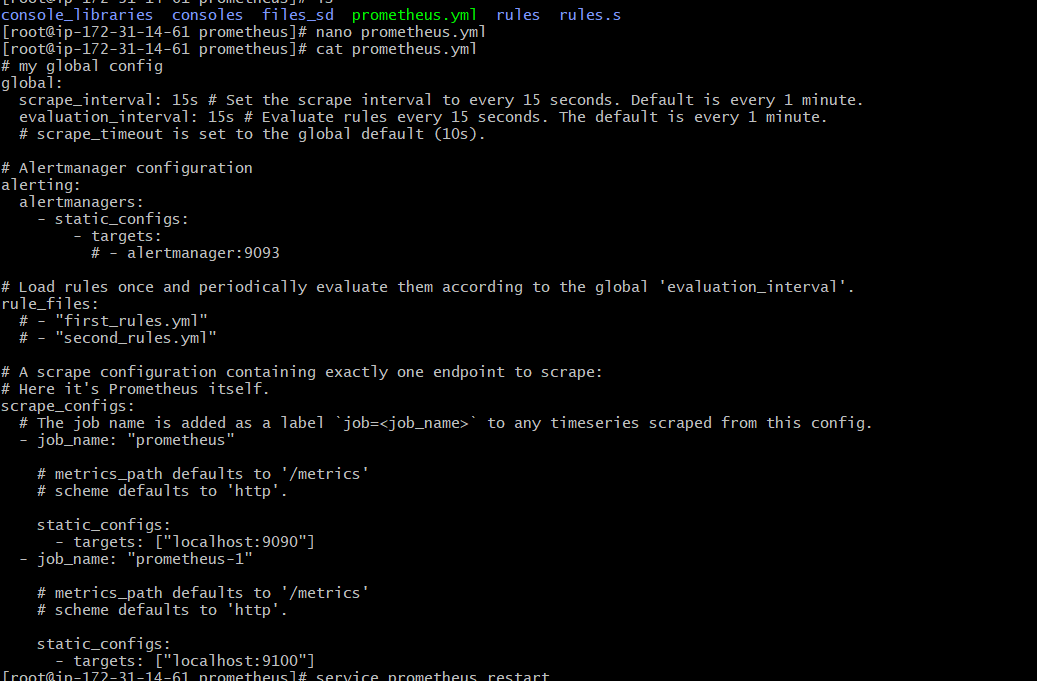 console_libraries  consoles  files_sd  prometheus.yml  rules  rules.s
[root@ip-172-31-14-61 prometheus]# nano prometheus.yml
[root@ip-172-31-14-61 prometheus]# cat prometheus.yml
# my global config
global:
  scrape_interval: 15s # Set the scrape interval to every 15 seconds. Default is every 1 minute.
  evaluation_interval: 15s # Evaluate rules every 15 seconds. The default is every 1 minute.
  # scrape_timeout is set to the global default (10s).

# Alertmanager configuration
alerting:
  alertmanagers:
    - static_configs:
        - targets:
          # - alertmanager:9093

# Load rules once and periodically evaluate them according to the global 'evaluation_interval'.
rule_files:
  # - "first_rules.yml"
  # - "second_rules.yml"

# A scrape configuration containing exactly one endpoint to scrape:
# Here it's Prometheus itself.
scrape_configs:
  # The job name is added as a label `job=<job_name>` to any timeseries scraped from this config.
  - job_name: "prometheus"

    # metrics_path defaults to '/metrics'
    # scheme defaults to 'http'.

    static_configs:
      - targets: ["localhost:9090"]
  - job_name: "prometheus-1"

    # metrics_path defaults to '/metrics'
    # scheme defaults to 'http'.

    static_configs:
      - targets: ["localhost:9100"]
[root@ip-172-31-14-61 prometheus]# service prometheus restart